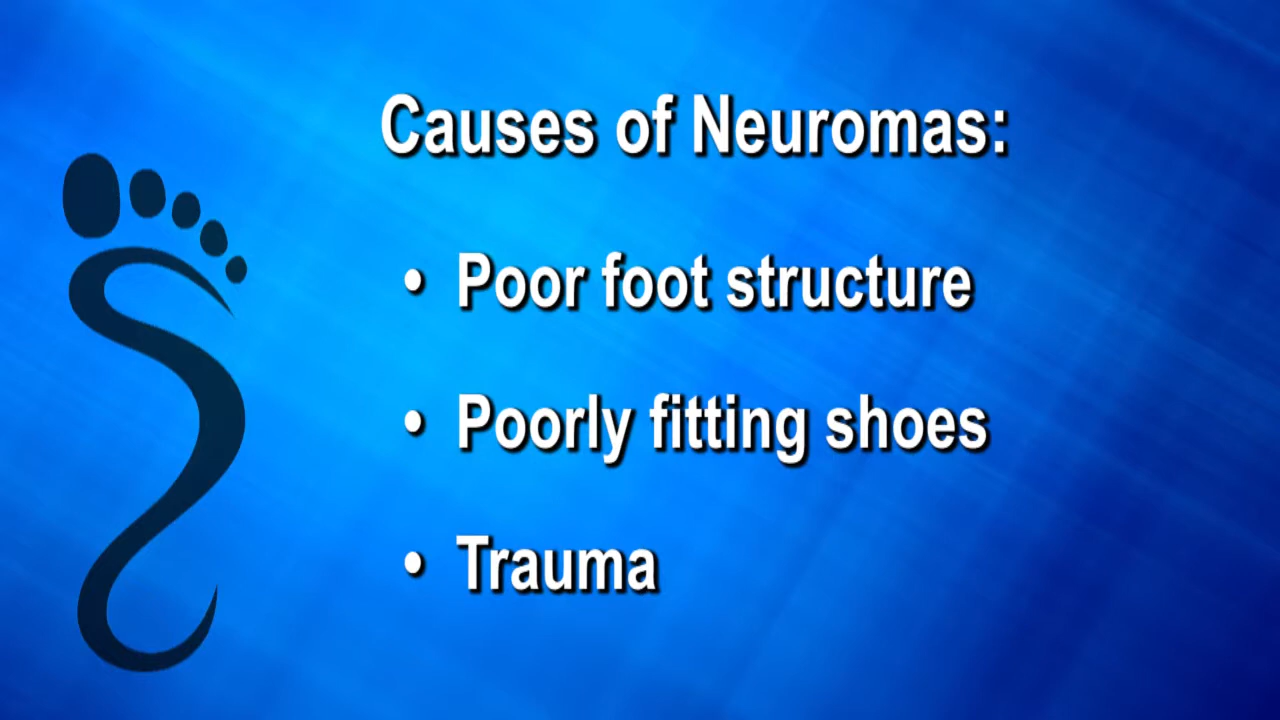 Causes of Neuromas:
• Poor foot structure
• Poorly fitting shoes
• Trauma